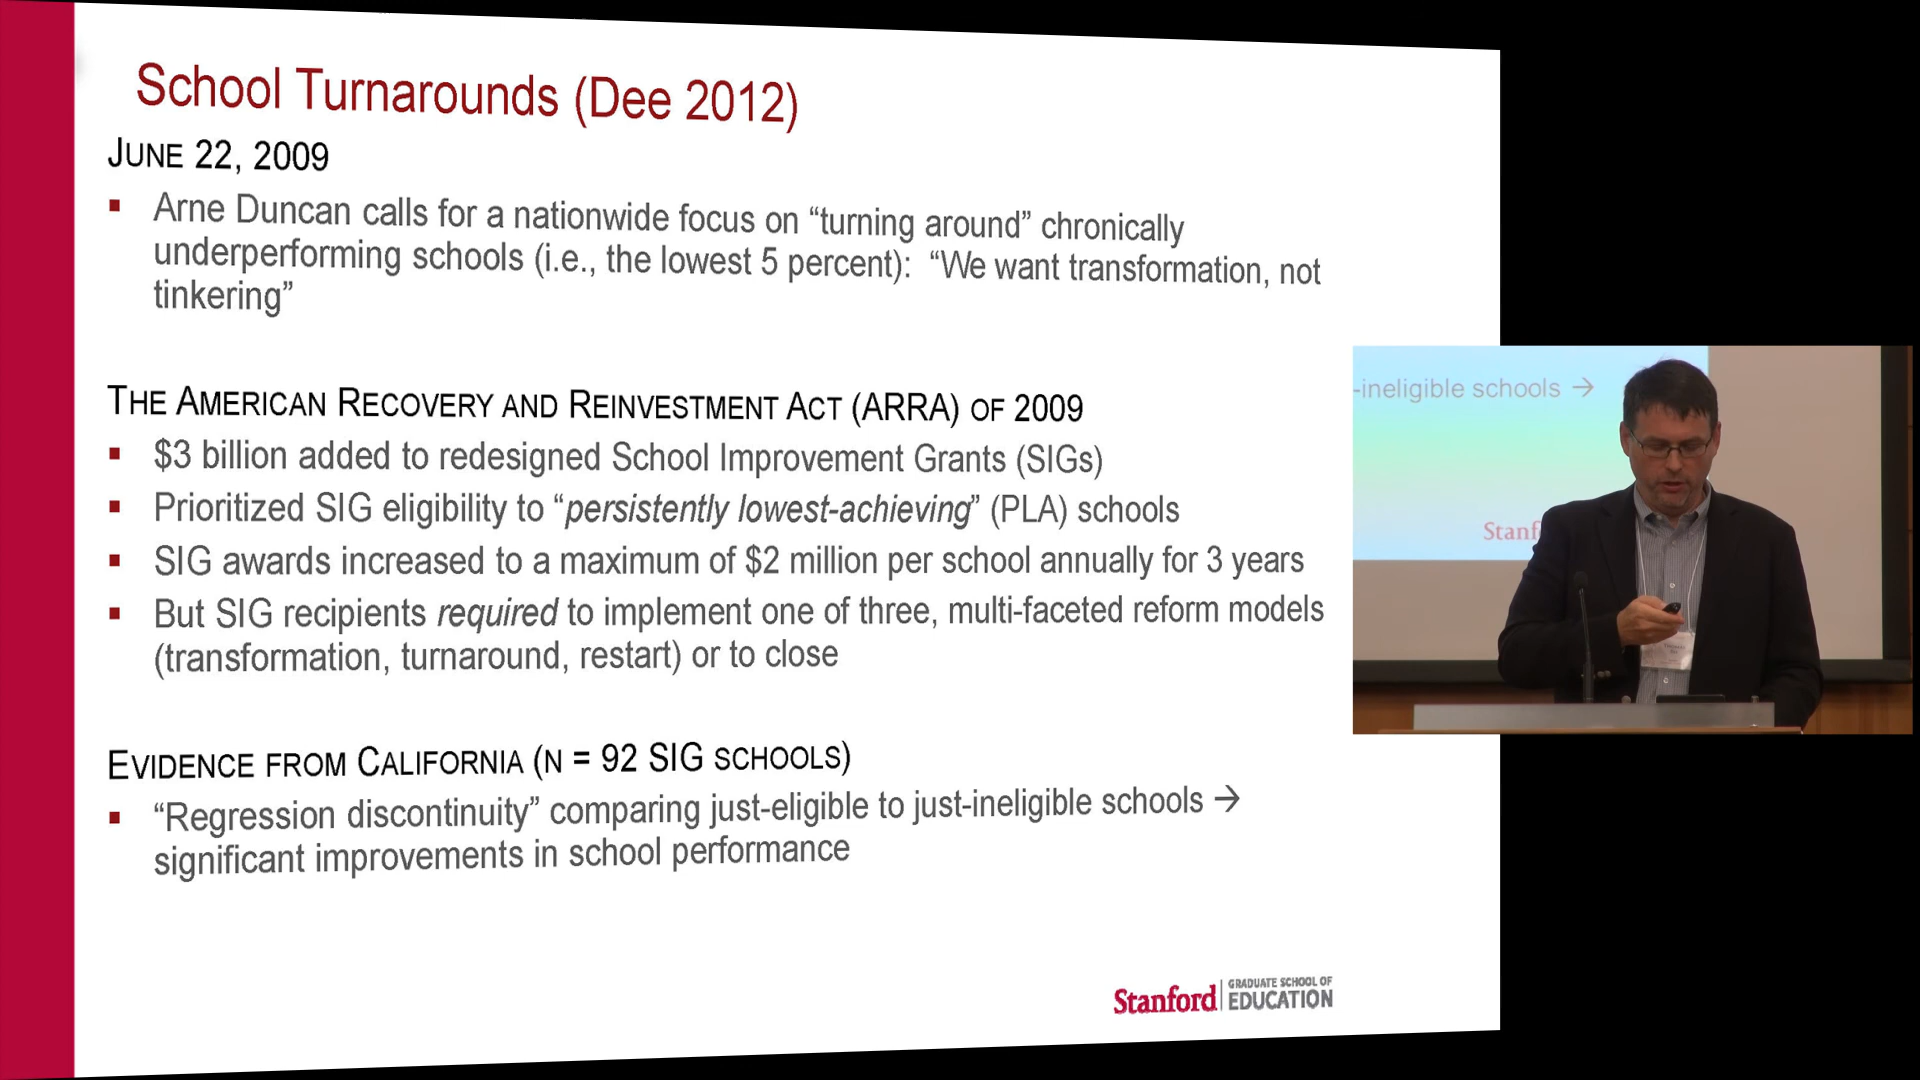 School Turnarounds (Dee 2012)
JUNE 22, 2009
▪ Arne Duncan calls for a nationwide focus on “turning around” chronically
underperforming schools (i.e., the lowest 5 percent): “We want transformation, not
tinkering”
THE AMERICAN RECOVERY AND REINVESTMENT ACT (ARRA) OF 2009
▪ $3 billion added to redesigned School Improvement Grants (SIGs)
▪ Prioritized SIG eligibility to “persistently lowest-achieving” (PLA) schools
▪ SIG awards increased to a maximum of $2 million per school annually for 3 years
▪ But SIG recipients required to implement one of three, multi-faceted reform models
(transformation, turnaround, restart) or to close
EVIDENCE FROM CALIFORNIA (N = 92 SIG SCHOOLS)
▪ “Regression discontinuity” comparing just-eligible to just-ineligible schools →
significant improvements in school performance
Stanford
GRADUATE SCHOOL OF
EDUCATION
-ineligible schools →
Stanf